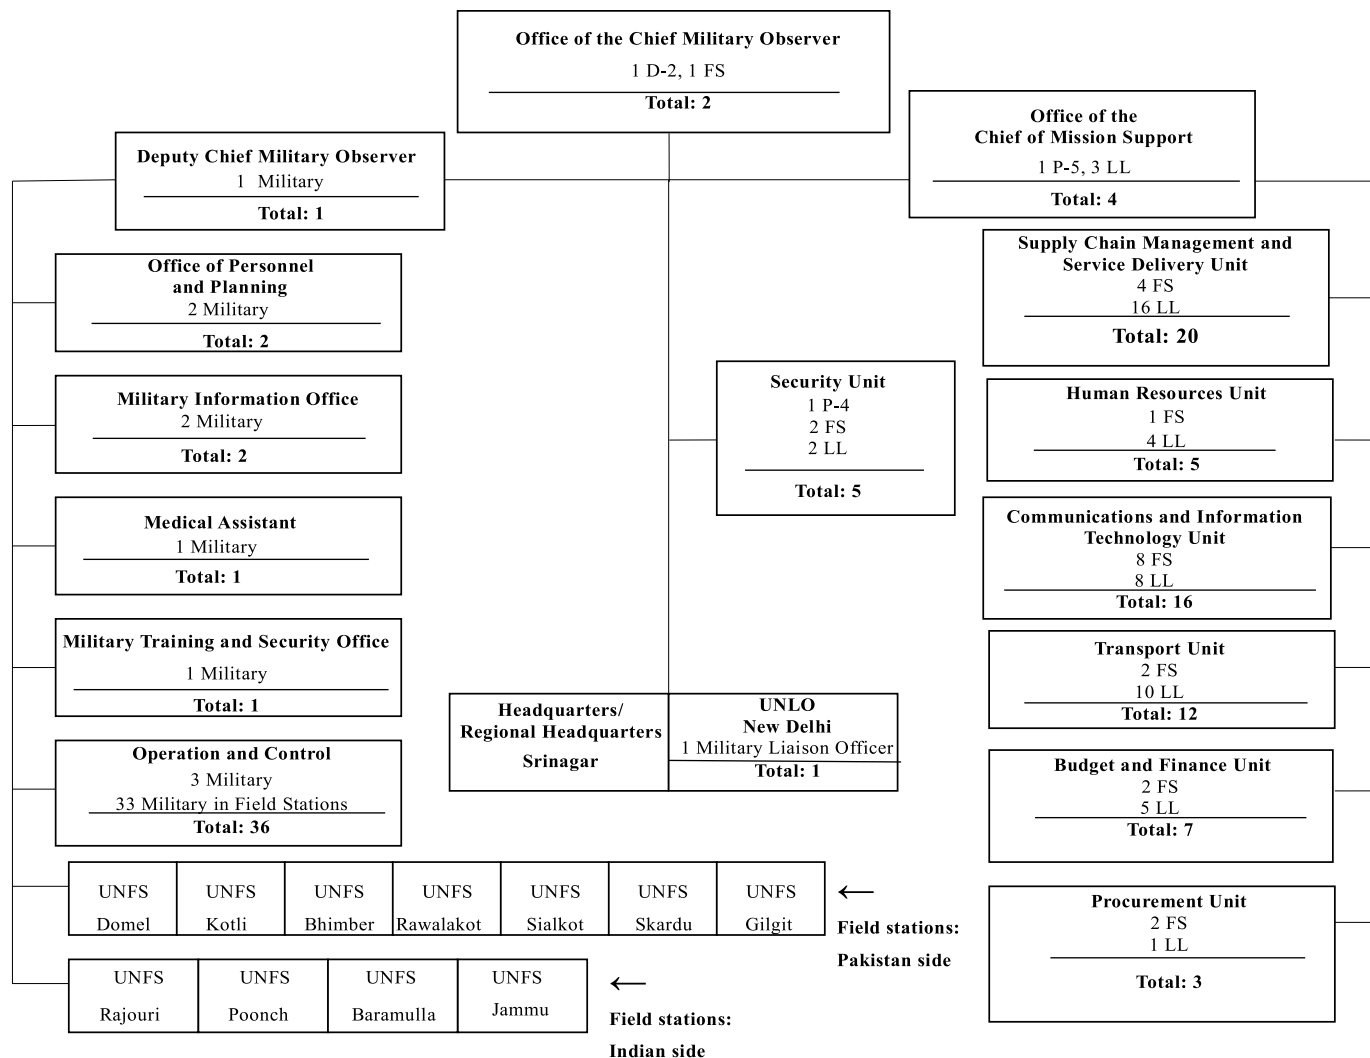 Office of the Chief Military Observer
1 D-2, 1 FS
Total: 2
Deputy Chief Military Observer
1 Military
Total: 1
Office of Personnel
and Planning
2 Military
Total: 2
Military Information Office
2 Military
Total: 2
Medical Assistant
1 Military
Total: 1
Military Training and Security Office
1 Military
Total: 1
Operation and Control
3 Military
33 Military in Field Stations
Total: 36
UNFS UNFS UNFS UNFS UNFS UNFS UNFS
Domel Kotli Bhimber Rawalakot Sialkot Skardu Gilgit
←
Field stations:
Pakistan side
UNFS UNFS UNFS UNFS
Rajouri Poonch Baramulla Jammu
←
Field stations:
Indian side
Security Unit
1 P-4
2 FS
2 LL
Total: 5
Headquarters/
Regional Headquarters
Srinagar
UNLO
New Delhi
1 Military Liaison Officer
Total: 1
Office of the
Chief of Mission Support
1 P-5, 3 LL
Total: 4
Supply Chain Management and
Service Delivery Unit
4 FS
16 LL
Total: 20
Human Resources Unit
1 FS
4 LL
Total: 5
Communications and Information
Technology Unit
8 FS
8 LL
Total: 16
Transport Unit
2 FS
10 LL
Total: 12
Budget and Finance Unit
2 FS
5 LL
Total: 7
Procurement Unit
2 FS
1 LL
Total: 3